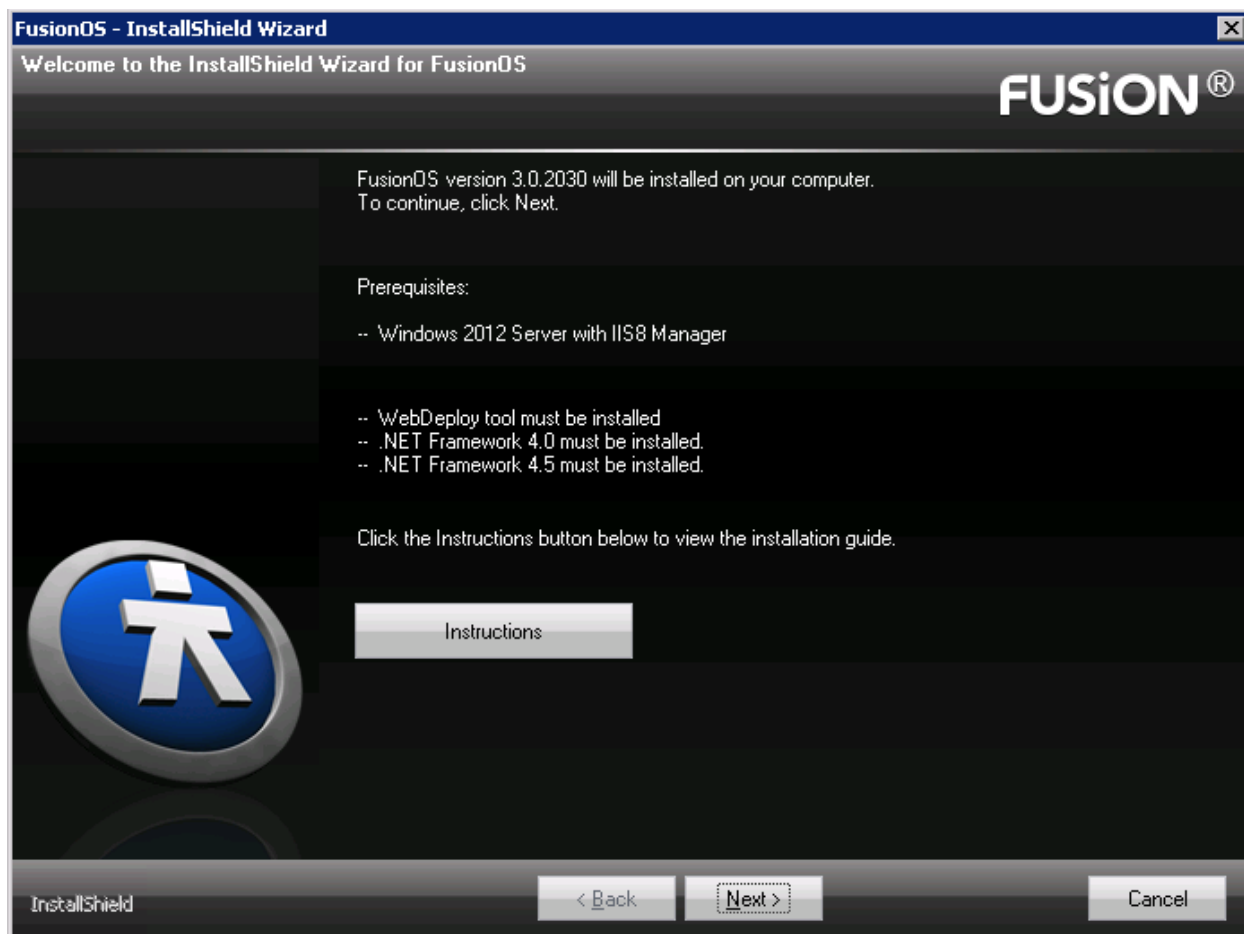 FusionOS - InstallShield Wizard
Welcome to the InstallShield Wizard for FusionOS
FUSiON®
FusionOS version 3.0.2030 will be installed on your computer.
To continue, click Next.
Prerequisites:
-- Windows 2012 Server with IIS8 Manager
-- WebDeploy tool must be installed
-- .NET Framework 4.0 must be installed.
-- .NET Framework 4.5 must be installed.
Click the Instructions button below to view the installation guide.
Instructions
InstallShield
< Back
Next >
Cancel